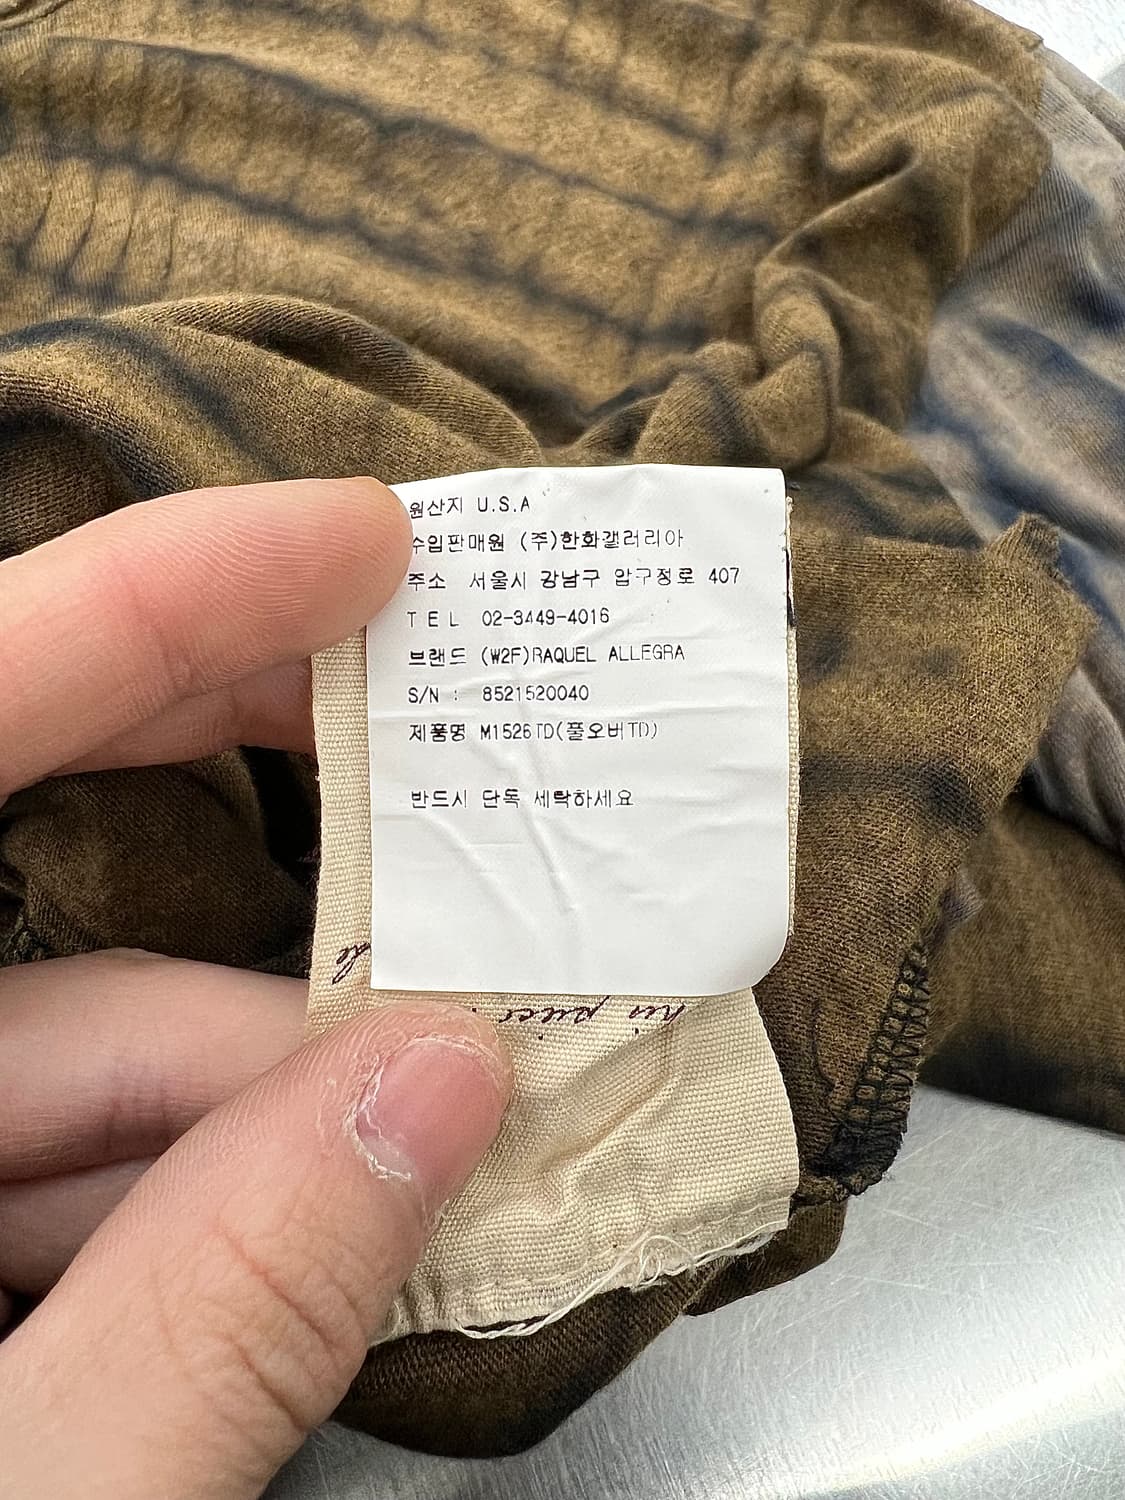 원산지 U.S.A
수입판매원 (주)한화갤러리아
주소 서울시 강남구 압구정로 407
TEL 02-3449-4016
브랜드 (W2F)RAQUEL ALLEGRA
S/N : 8521520040
제품명 M1526TD(풀오버TD)
반드시 단독 세탁하세요